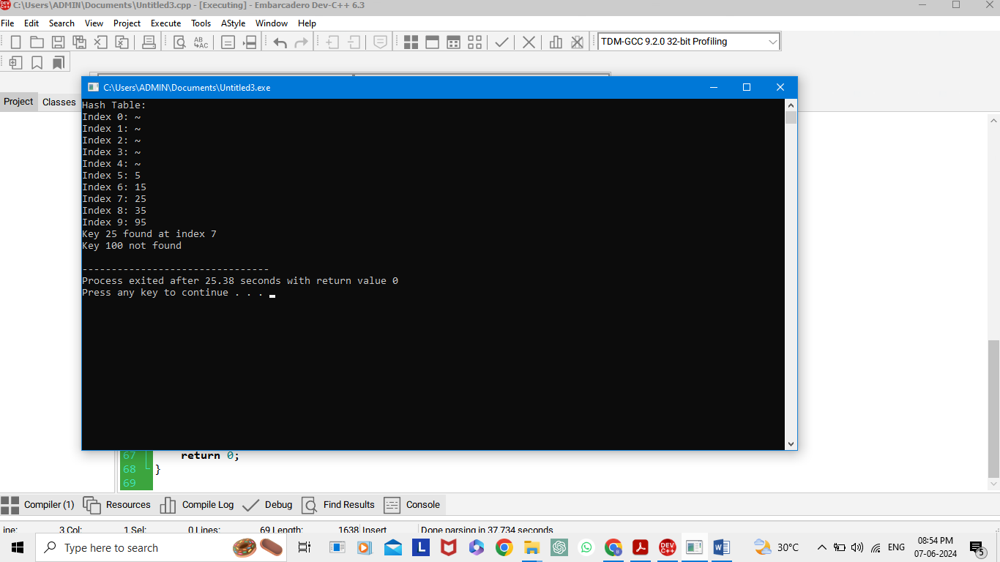 C:\Users\ADMIN\Documents\Untitled3.cpp - [Executing] - Embarcadero Dev-C++ 6.3
File Edit Search View Project Execute Tools AStyle Window Help
TDM-GCC 9.2.0 32-bit Profiling
Project Classes
C:\Users\ADMIN\Documents\Untitled3.exe
Hash Table:
Index 0: ~
Index 1: ~
Index 2: ~
Index 3: ~
Index 4: ~
Index 5: 5
Index 6: 15
Index 7: 25
Index 8: 35
Index 9: 95
Key 25 found at index 7
Key 100 not found
--------------------------------
Process exited after 25.38 seconds with return value 0
Press any key to continue . . .
67 return 0;
68 }
69
Compiler (1) Resources Compile Log Debug Find Results Console
ine: 3 Col: 1 Sel: 0 Lines: 69 Length: 1638 Insert Done parsing in 37.734 seconds
Type here to search 30°C ENG 08:54 PM
07-06-2024 5